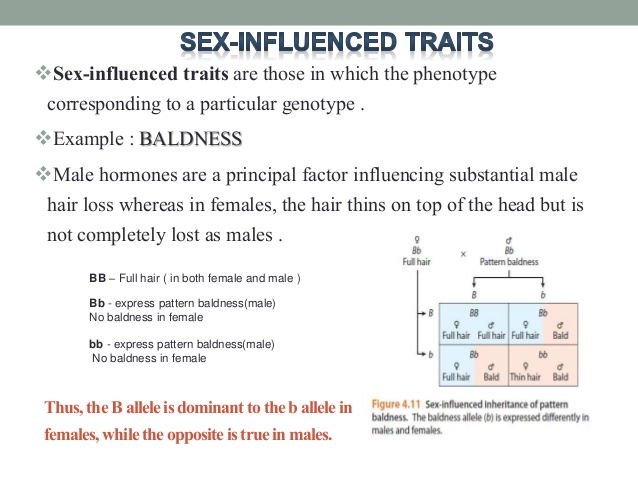 SEX-INFLUENCED TRAITS
❖Sex-influenced traits are those in which the phenotype
corresponding to a particular genotype .
❖Example : BALDNESS
❖Male hormones are a principal factor influencing substantial male
hair loss whereas in females, the hair thins on top of the head but is
not completely lost as males .
BB – Full hair ( in both female and male )
Bb - express pattern baldness(male)
No baldness in female
bb - express pattern baldness(male)
No baldness in female
Thus, the B allele is dominant to the b allele in
females, while the opposite is true in males.
♀ ♂
Bb x Bb
Full hair Pattern baldness
B b
B BB Bb
♀ ♂ ♀ ♂
Full hair Full hair Full hair Bald
b Bb bb
♀ ♂ ♀ ♂
Full hair Bald Thin hair Bald
Figure 4.11 Sex-influenced inheritance of pattern
baldness. The baldness allele (b) is expressed differently in
males and females.